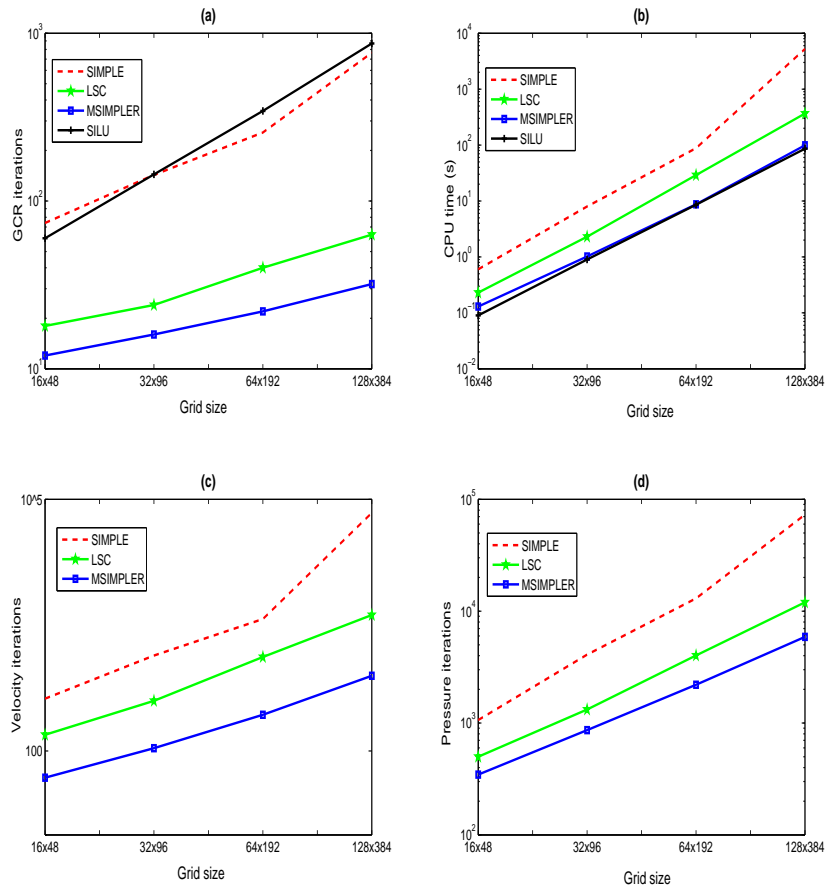 (a)
10^3
10^2
10^1
GCR iterations
SIMPLE
LSC
MSIMPLER
SILU
16x48
32x96
64x192
128x384
Grid size
(b)
10^4
10^3
10^2
10^1
10^0
10^-1
10^-2
CPU time (s)
SIMPLE
LSC
MSIMPLER
SILU
16x48
32x96
64x192
128x384
Grid size
(c)
10^5
100
Velocity iterations
SIMPLE
LSC
MSIMPLER
16x48
32x96
64x192
128x384
Grid size
(d)
10^5
10^4
10^3
10^2
Pressure iterations
SIMPLE
LSC
MSIMPLER
16x48
32x96
64x192
128x384
Grid size